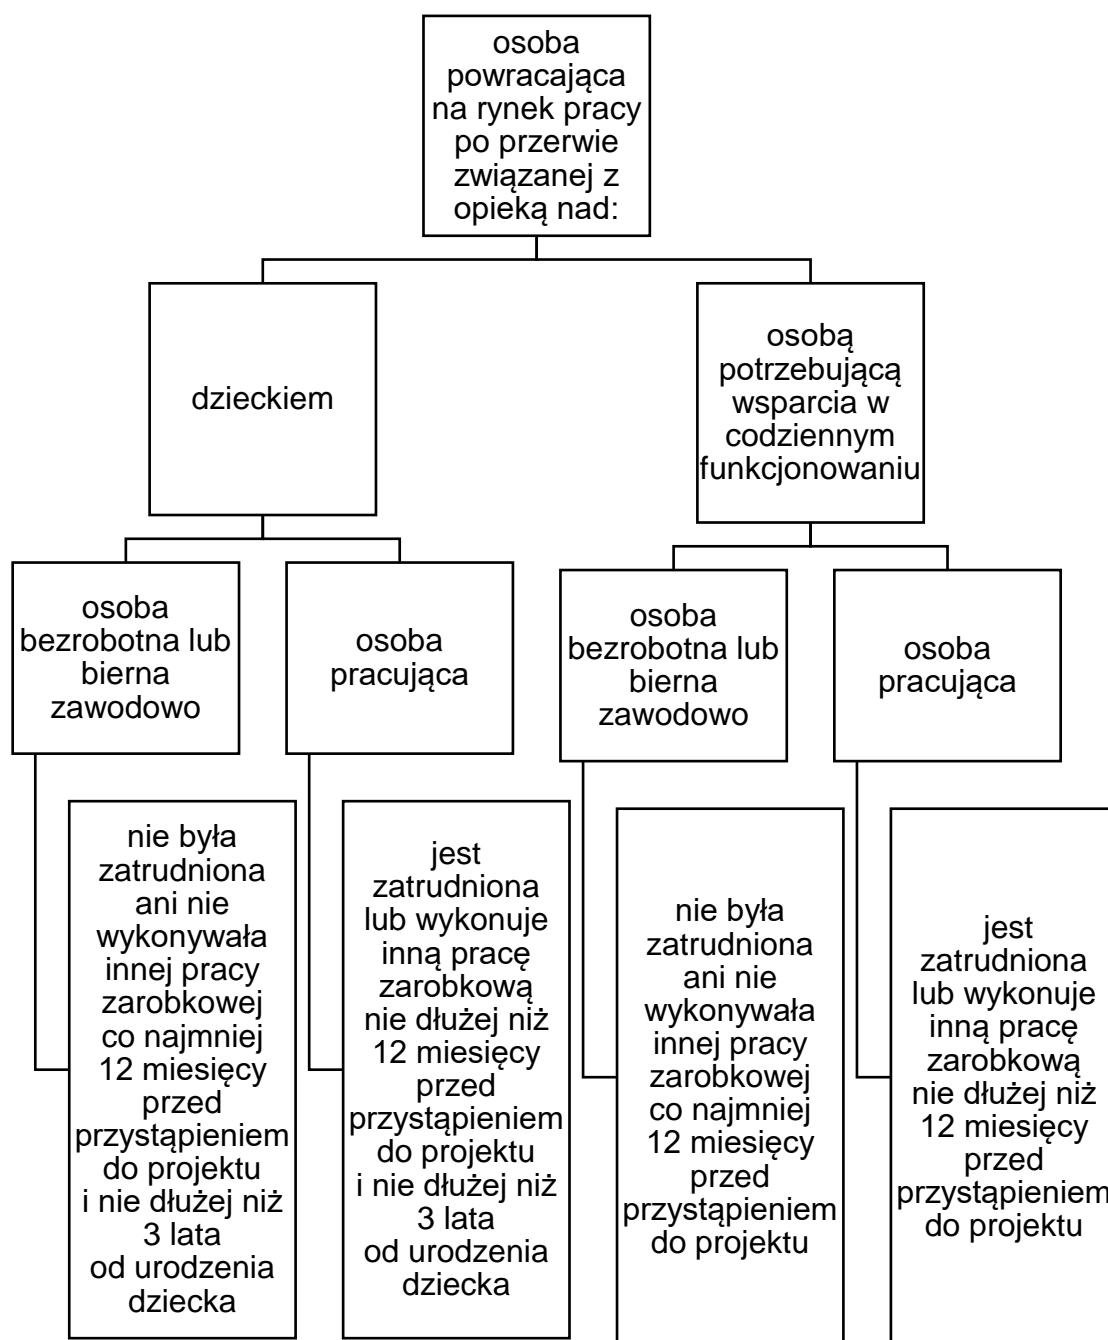 osoba
powracająca
na rynek pracy
po przerwie
związanej z
opieką nad:
dzieckiem
osobą
potrzebującą
wsparcia w
codziennym
funkcjonowaniu
osoba
bezrobotna lub
bierna
zawodowo
osoba
pracująca
osoba
bezrobotna lub
bierna
zawodowo
osoba
pracująca
nie była
zatrudniona
ani nie
wykonywała
innej pracy
zarobkowej
co najmniej
12 miesięcy
przed
przystąpieniem
do projektu
i nie dłużej niż
3 lata
od urodzenia
dziecka
jest
zatrudniona
lub wykonuje
inną pracę
zarobkową
nie dłużej niż
12 miesięcy
przed
przystąpieniem
do projektu
i nie dłużej niż
3 lata
od urodzenia
dziecka
nie była
zatrudniona
ani nie
wykonywała
innej pracy
zarobkowej
co najmniej
12 miesięcy
przed
przystąpieniem
do projektu
jest
zatrudniona
lub wykonuje
inną pracę
zarobkową
nie dłużej niż
12 miesięcy
przed
przystąpieniem
do projektu